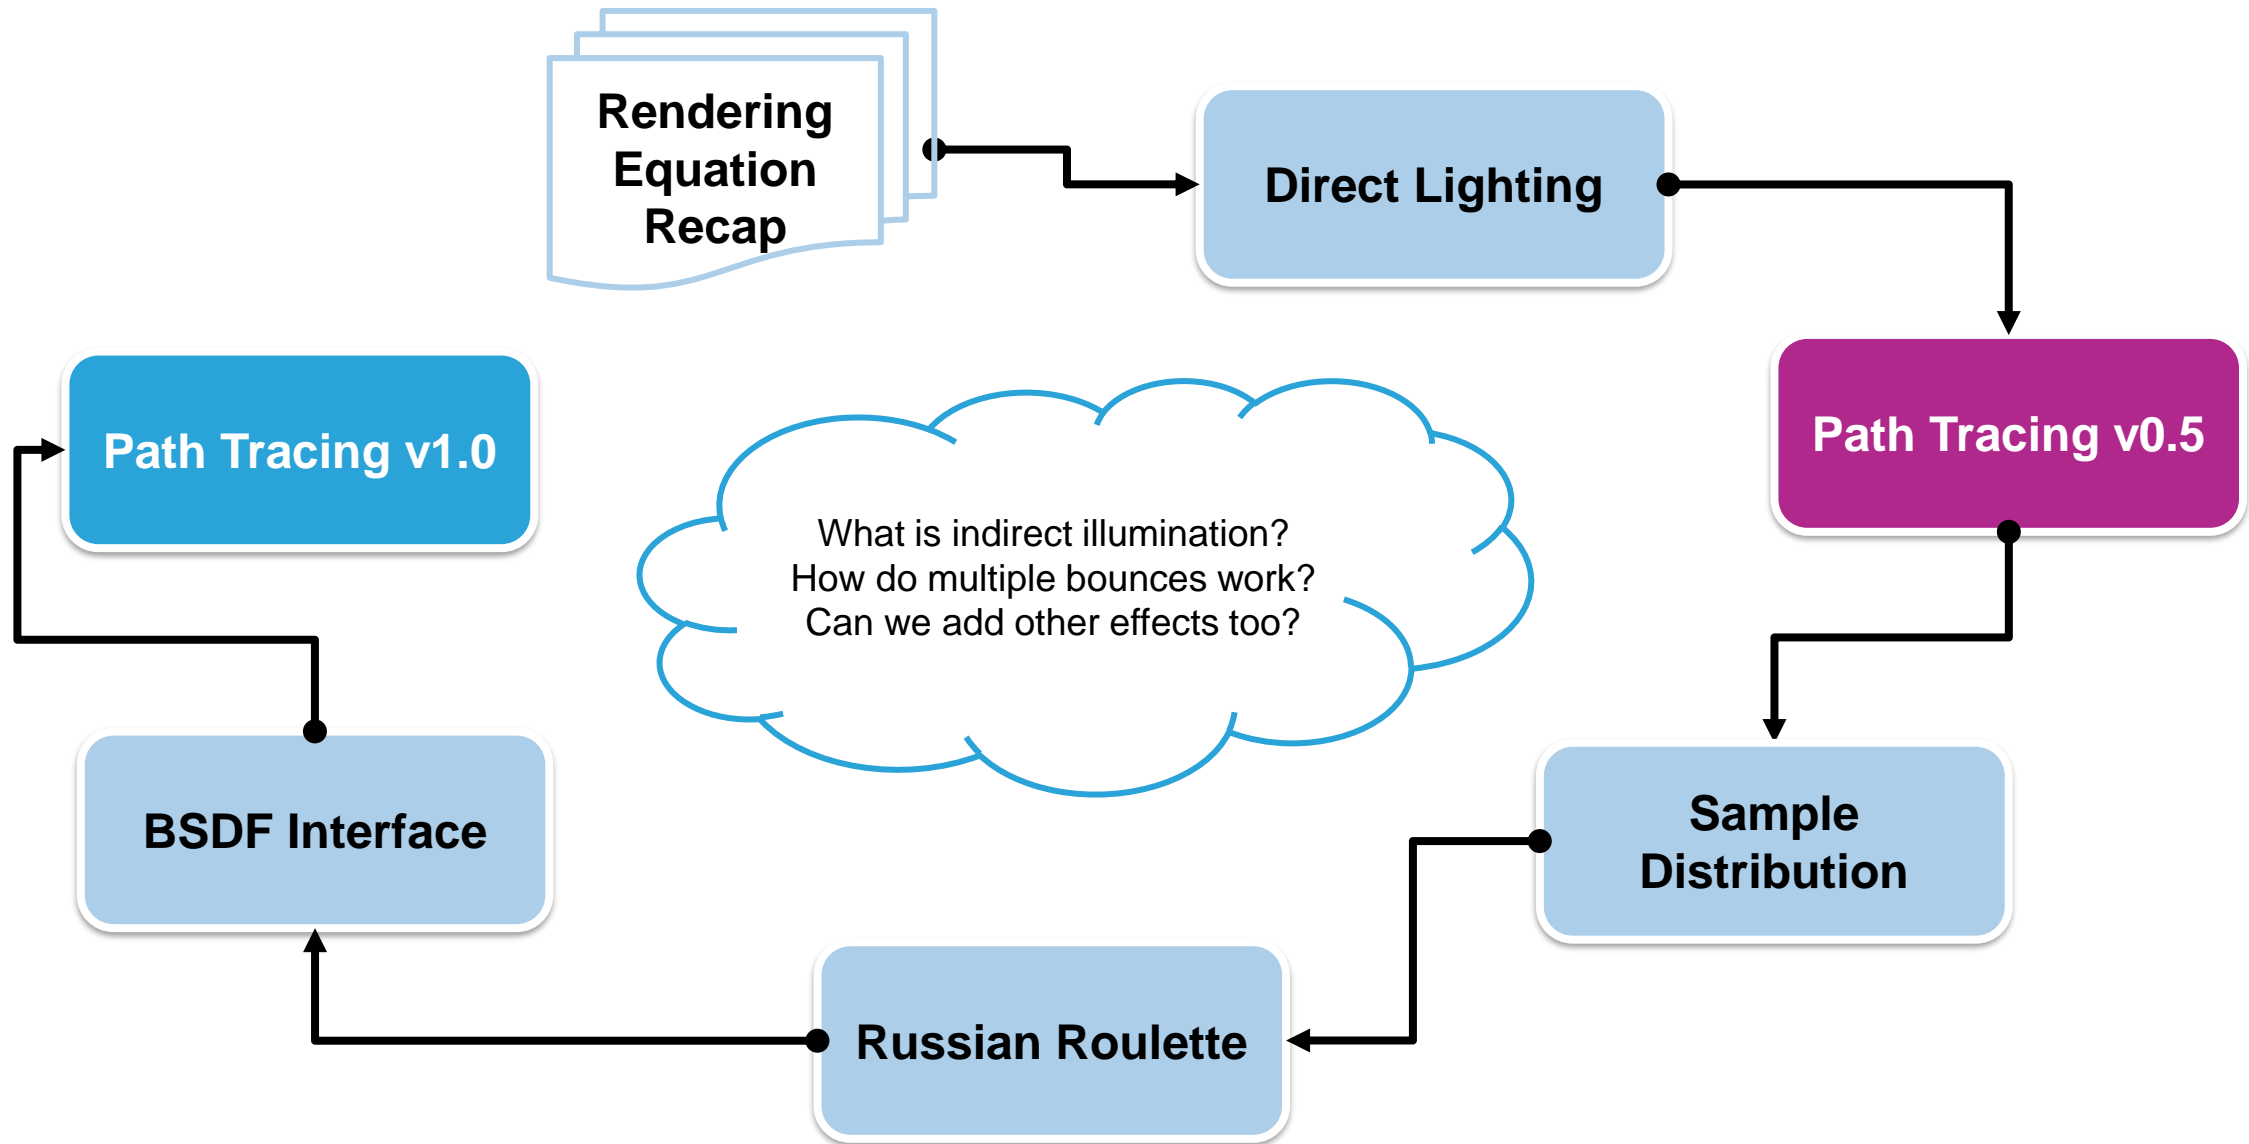 Rendering
Equation
Recap
Direct Lighting
Path Tracing v1.0
Path Tracing v0.5
What is indirect illumination?
How do multiple bounces work?
Can we add other effects too?
BSDF Interface
Sample
Distribution
Russian Roulette